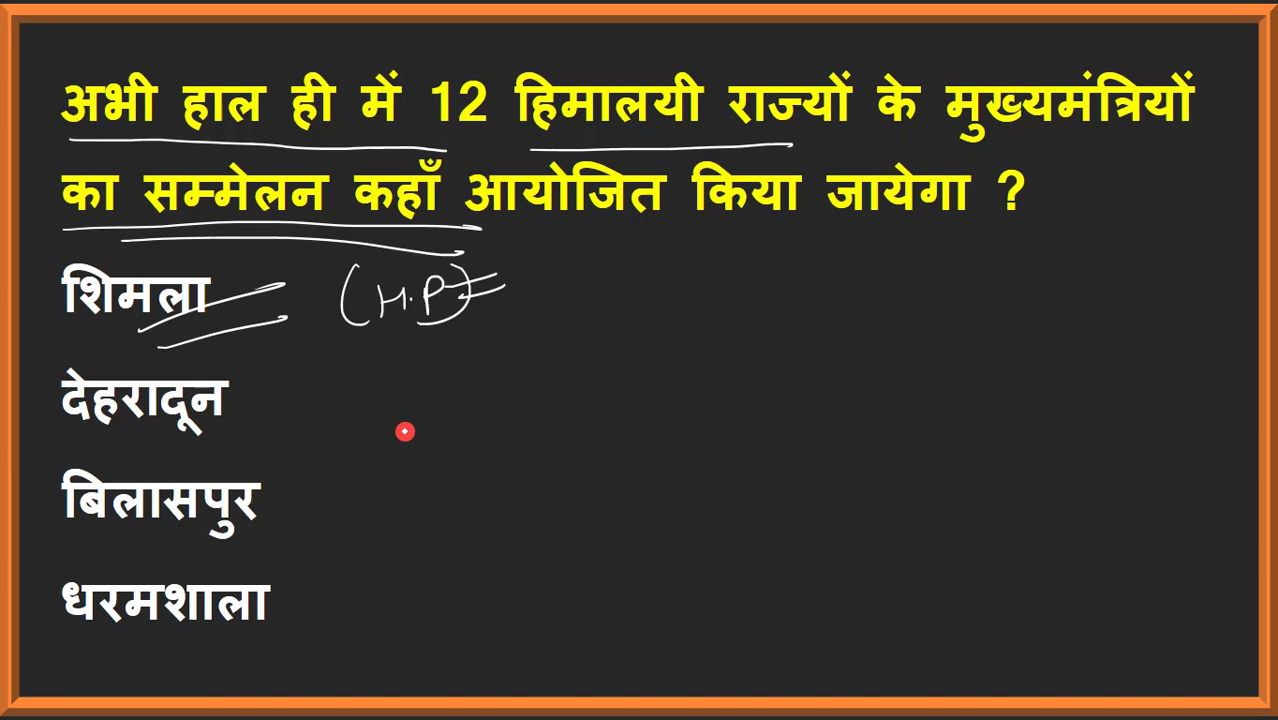 अभी हाल ही में 12 हिमालयी राज्यों के मुख्यमंत्रियों
का सम्मेलन कहाँ आयोजित किया जायेगा ?
शिमला (H.P)
देहरादून
बिलासपुर
धरमशाला